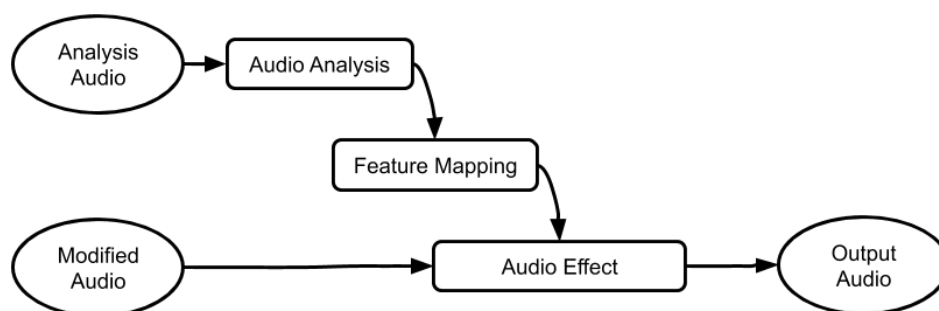 Analysis
Audio
Audio Analysis
Feature Mapping
Modified
Audio
Audio Effect
Output
Audio